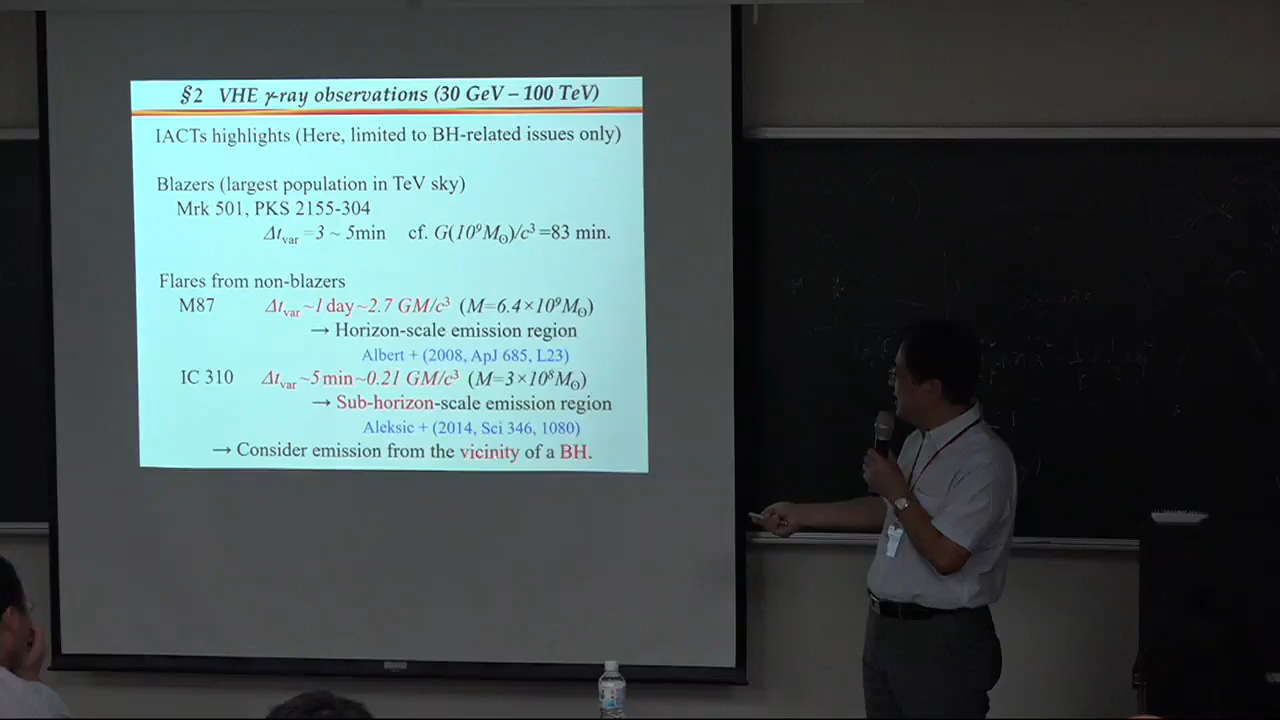 §2 VHE γ-ray observations (30 GeV – 100 TeV)
IACTs highlights (Here, limited to BH-related issues only)
Blazers (largest population in TeV sky)
Mrk 501, PKS 2155-304
Δtvar =3 ~ 5min cf. G(10⁹M☉)/c³ =83 min.
Flares from non-blazers
M87 Δtvar ~1 day~2.7 GM/c³ (M=6.4×10⁹M☉)
→ Horizon-scale emission region
Albert + (2008, ApJ 685, L23)
IC 310 Δtvar ~5 min~0.21 GM/c³ (M=3×10⁸M☉)
→ Sub-horizon-scale emission region
Aleksic + (2014, Sci 346, 1080)
→ Consider emission from the vicinity of a BH.